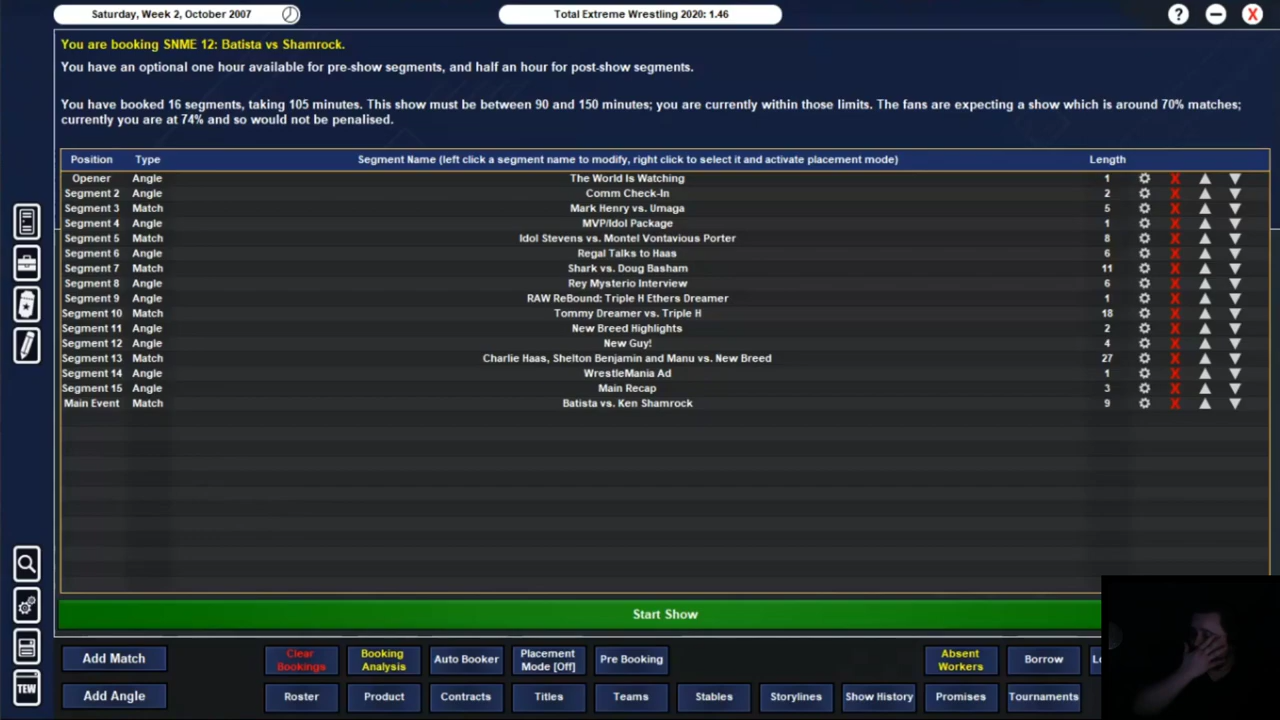 Saturday, Week 2, October 2007
Total Extreme Wrestling 2020: 1.46
?
X
You are booking SNME 12: Batista vs Shamrock.
You have an optional one hour available for pre-show segments, and half an hour for post-show segments.
You have booked 16 segments, taking 105 minutes. This show must be between 90 and 150 minutes; you are currently within those limits. The fans are expecting a show which is around 70% matches;
currently you are at 74% and so would not be penalised.
Position Type Segment Name (left click a segment name to modify, right click to select it and activate placement mode) Length
Opener Angle The World Is Watching 1 X
Segment 2 Angle Comm Check-In 2 X
Segment 3 Match Mark Henry vs. Umaga 5 X
Segment 4 Angle MVP/Idol Package 1 X
Segment 5 Match Idol Stevens vs. Montel Vontavious Porter 8 X
Segment 6 Angle Regal Talks to Haas 6 X
Segment 7 Match Shark vs. Doug Basham 11 X
Segment 8 Angle Rey Mysterio Interview 6 X
Segment 9 Angle RAW ReBound: Triple H Ethers Dreamer 1 X
Segment 10 Match Tommy Dreamer vs. Triple H 18 X
Segment 11 Angle New Breed Highlights 2 X
Segment 12 Angle New Guy! 4 X
Segment 13 Match Charlie Haas, Shelton Benjamin and Manu vs. New Breed 27 X
Segment 14 Angle WrestleMania Ad 1 X
Segment 15 Angle Main Recap 3 X
Main Event Match Batista vs. Ken Shamrock 9 X
Start Show
Add Match
Clear Bookings
Booking Analysis
Auto Booker
Placement Mode [Off]
Pre Booking
Absent Workers
Borrow
TEW
Add Angle
Roster
Product
Contracts
Titles
Teams
Stables
Storylines
Show History
Promises
Tournaments